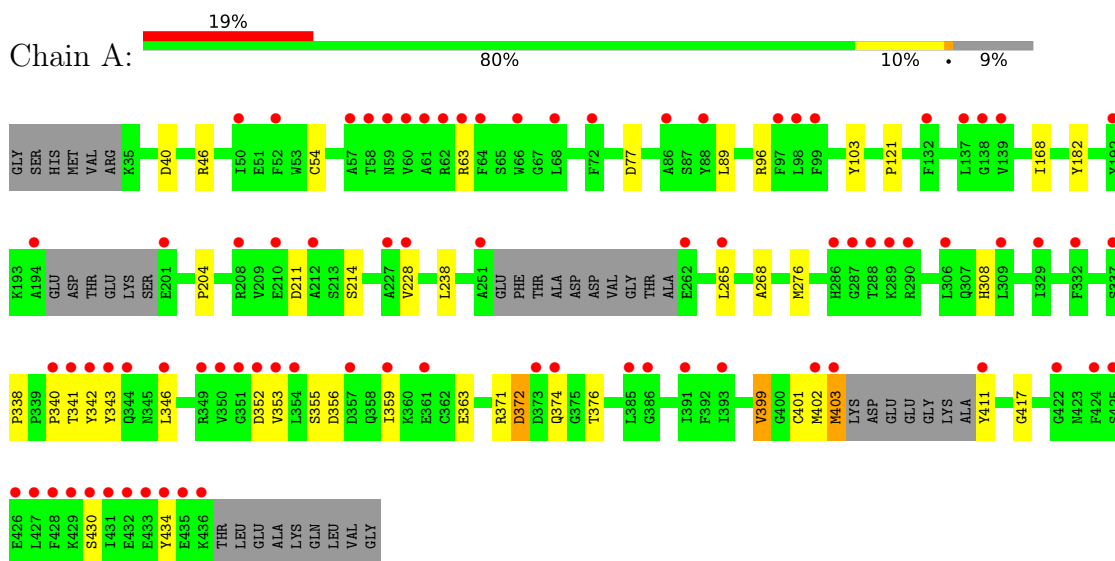 19%
Chain A:
80% 10% • 9%
GLY SER HIS MET VAL ARG K35 D40 R46 I50 E51 F52 W53 C54 A57 T58 N59 V60 A61 R62 R63 F64 S65 W66 G67 L68 F72 D77 A86 S87 Y88 L89 R96 F97 L98 F99 Y103 P121 F132 L137 G138 V139 I168 Y182
K193 A194 GLU ASP THR GLU LYS SER E201 P204 R208 V209 E210 D211 A212 S213 S214 A227 V228 L238 A251 GLU PHE THR ALA ASP ASP VAL GLY THR ALA E262 L265 A268 M276 H286 G287 T288 K289 R290 L306 Q307 H308 L309 I329 F332 S337
P338 P339 P340 T341 Y342 Y343 Q344 N345 L346 R349 V350 G351 D352 V353 L354 S355 D356 D357 Q358 I359 K360 E361 C362 E363 R371 D372 D373 Q374 G375 T376 L385 G386 I391 F392 I393 V399 G400 C401 M402 M403 LYS ASP GLU GLU GLY LYS ALA Y411 G417 G422 N423 F424 S425
E426 L427 F428 K429 S430 I431 E432 E433 Y434 E435 K436 THR LEU GLU ALA LYS GLN LEU VAL GLY